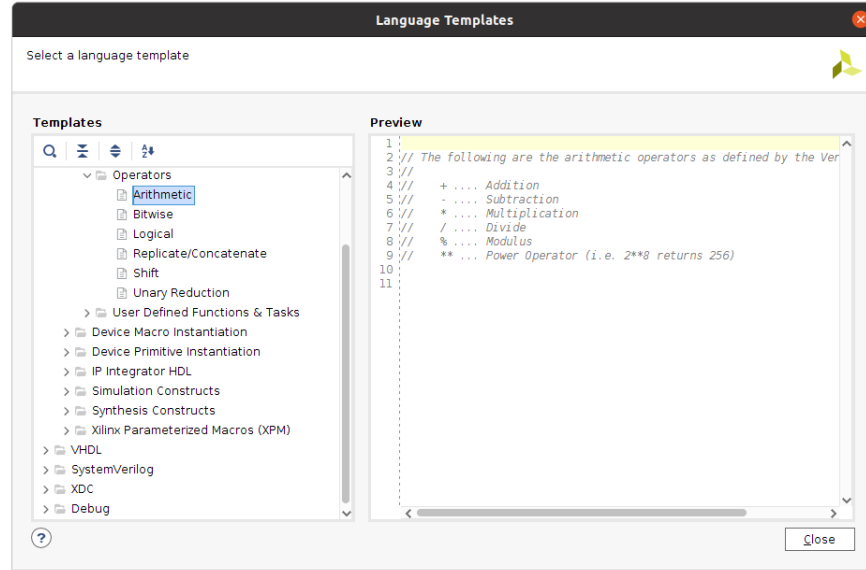 Language Templates
Select a language template
Templates
Preview
Operators
Arithmetic
Bitwise
Logical
Replicate/Concatenate
Shift
Unary Reduction
User Defined Functions & Tasks
Device Macro Instantiation
Device Primitive Instantiation
IP Integrator HDL
Simulation Constructs
Synthesis Constructs
Xilinx Parameterized Macros (XPM)
VHDL
SystemVerilog
XDC
Debug
1
2 // The following are the arithmetic operators as defined by the Ver
3 //
4 //    + .... Addition
5 //    - .... Subtraction
6 //    * .... Multiplication
7 //    / .... Divide
8 //    % .... Modulus
9 //    ** ... Power Operator (i.e. 2**8 returns 256)
10
11
?
Close